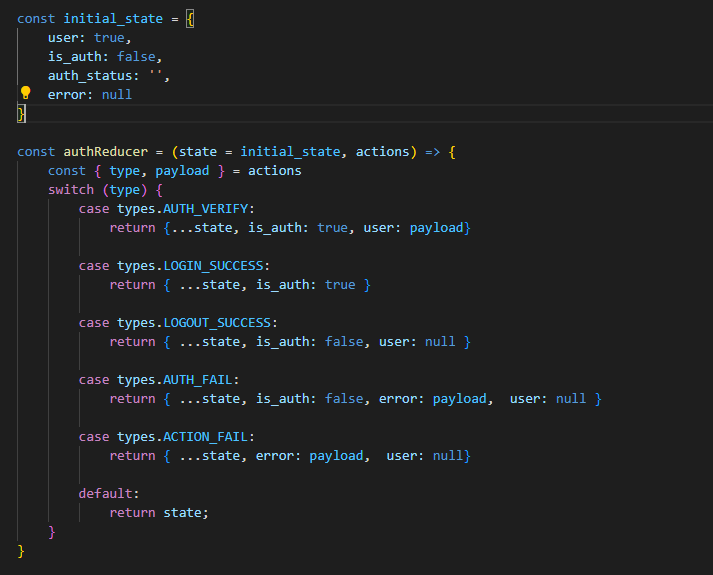 const initial_state = {
    user: true,
    is_auth: false,
    auth_status: '',
    error: null
}
const authReducer = (state = initial_state, actions) => {
    const { type, payload } = actions
    switch (type) {
        case types.AUTH_VERIFY:
            return {...state, is_auth: true, user: payload}
        case types.LOGIN_SUCCESS:
            return { ...state, is_auth: true }
        case types.LOGOUT_SUCCESS:
            return { ...state, is_auth: false, user: null }
        case types.AUTH_FAIL:
            return { ...state, is_auth: false, error: payload,  user: null }
        case types.ACTION_FAIL:
            return { ...state, error: payload,  user: null}
        default:
            return state;
    }
}